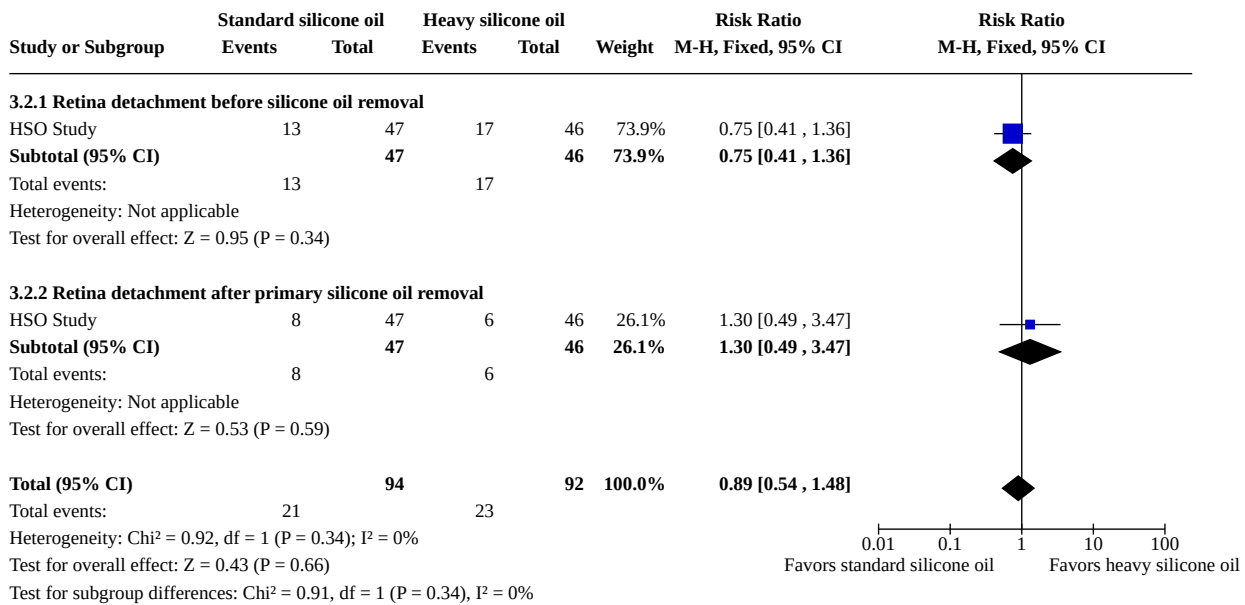 Standard silicone oil Heavy silicone oil Risk Ratio Risk Ratio
Study or Subgroup Events Total Events Total Weight M-H, Fixed, 95% CI M-H, Fixed, 95% CI
3.2.1 Retina detachment before silicone oil removal
HSO Study 13 47 17 46 73.9% 0.75 [0.41 , 1.36]
Subtotal (95% CI) 47 46 73.9% 0.75 [0.41 , 1.36]
Total events: 13 17
Heterogeneity: Not applicable
Test for overall effect: Z = 0.95 (P = 0.34)
3.2.2 Retina detachment after primary silicone oil removal
HSO Study 8 47 6 46 26.1% 1.30 [0.49 , 3.47]
Subtotal (95% CI) 47 46 26.1% 1.30 [0.49 , 3.47]
Total events: 8 6
Heterogeneity: Not applicable
Test for overall effect: Z = 0.53 (P = 0.59)
Total (95% CI) 94 92 100.0% 0.89 [0.54 , 1.48]
Total events: 21 23
Heterogeneity: Chi² = 0.92, df = 1 (P = 0.34); I² = 0%
0.01 0.1 1 10 100
Test for overall effect: Z = 0.43 (P = 0.66) Favors standard silicone oil Favors heavy silicone oil
Test for subgroup differences: Chi² = 0.91, df = 1 (P = 0.34), I² = 0%